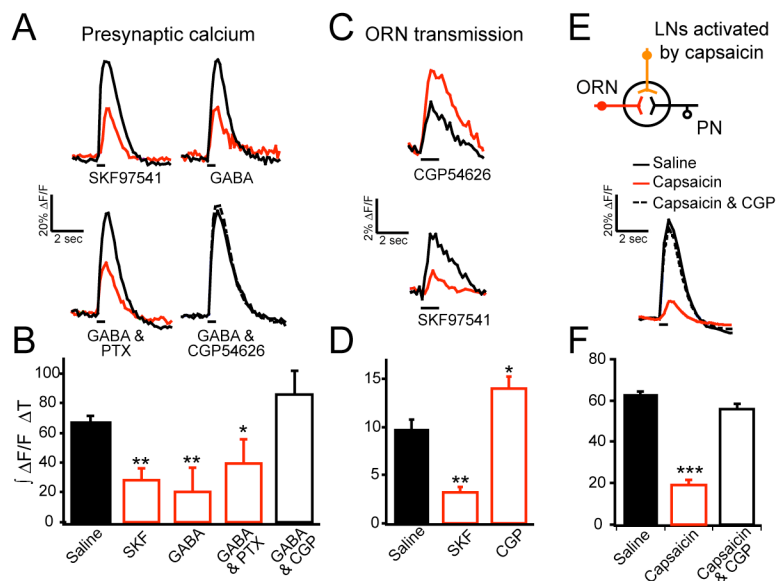 A
Presynaptic calcium
SKF97541
GABA
20% ΔF/F
2 sec
GABA &
PTX
GABA &
CGP54626
B
∫ ΔF/F ΔT
100
80
60
40
20
0
**
**
*
Saline
SKF
GABA
GABA
& PTX
GABA
& CGP
C
ORN transmission
CGP54626
2% ΔF/F
2 sec
SKF97541
D
15
10
5
0
**
*
Saline
SKF
CGP
E
LNs activated
by capsaicin
ORN
PN
Saline
Capsaicin
Capsaicin & CGP
20% ΔF/F
2 sec
F
60
40
20
0
***
Saline
Capsaicin
Capsaicin
& CGP